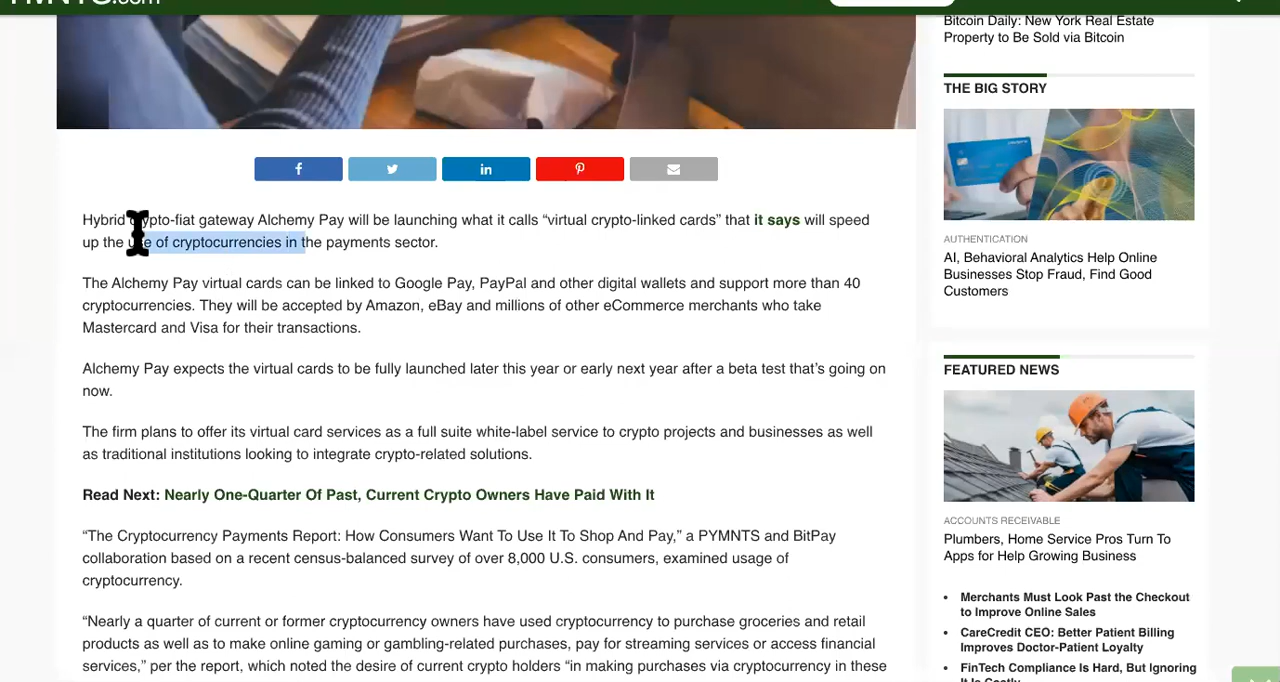 Bitcoin Daily: New York Real Estate
Property to Be Sold via Bitcoin
THE BIG STORY
f
in
Hybrid crypto-fiat gateway Alchemy Pay will be launching what it calls “virtual crypto-linked cards” that it says will speed
up the use of cryptocurrencies in the payments sector.
The Alchemy Pay virtual cards can be linked to Google Pay, PayPal and other digital wallets and support more than 40
cryptocurrencies. They will be accepted by Amazon, eBay and millions of other eCommerce merchants who take
Mastercard and Visa for their transactions.
Alchemy Pay expects the virtual cards to be fully launched later this year or early next year after a beta test that’s going on
now.
The firm plans to offer its virtual card services as a full suite white-label service to crypto projects and businesses as well
as traditional institutions looking to integrate crypto-related solutions.
Read Next: Nearly One-Quarter Of Past, Current Crypto Owners Have Paid With It
“The Cryptocurrency Payments Report: How Consumers Want To Use It To Shop And Pay,” a PYMNTS and BitPay
collaboration based on a recent census-balanced survey of over 8,000 U.S. consumers, examined usage of
cryptocurrency.
“Nearly a quarter of current or former cryptocurrency owners have used cryptocurrency to purchase groceries and retail
products as well as to make online gaming or gambling-related purchases, pay for streaming services or access financial
services,” per the report, which noted the desire of current crypto holders “in making purchases via cryptocurrency in these
AUTHENTICATION
AI, Behavioral Analytics Help Online
Businesses Stop Fraud, Find Good
Customers
FEATURED NEWS
ACCOUNTS RECEIVABLE
Plumbers, Home Service Pros Turn To
Apps for Help Growing Business
• Merchants Must Look Past the Checkout
to Improve Online Sales
• CareCredit CEO: Better Patient Billing
Improves Doctor-Patient Loyalty
• FinTech Compliance Is Hard, But Ignoring
It Is Costly